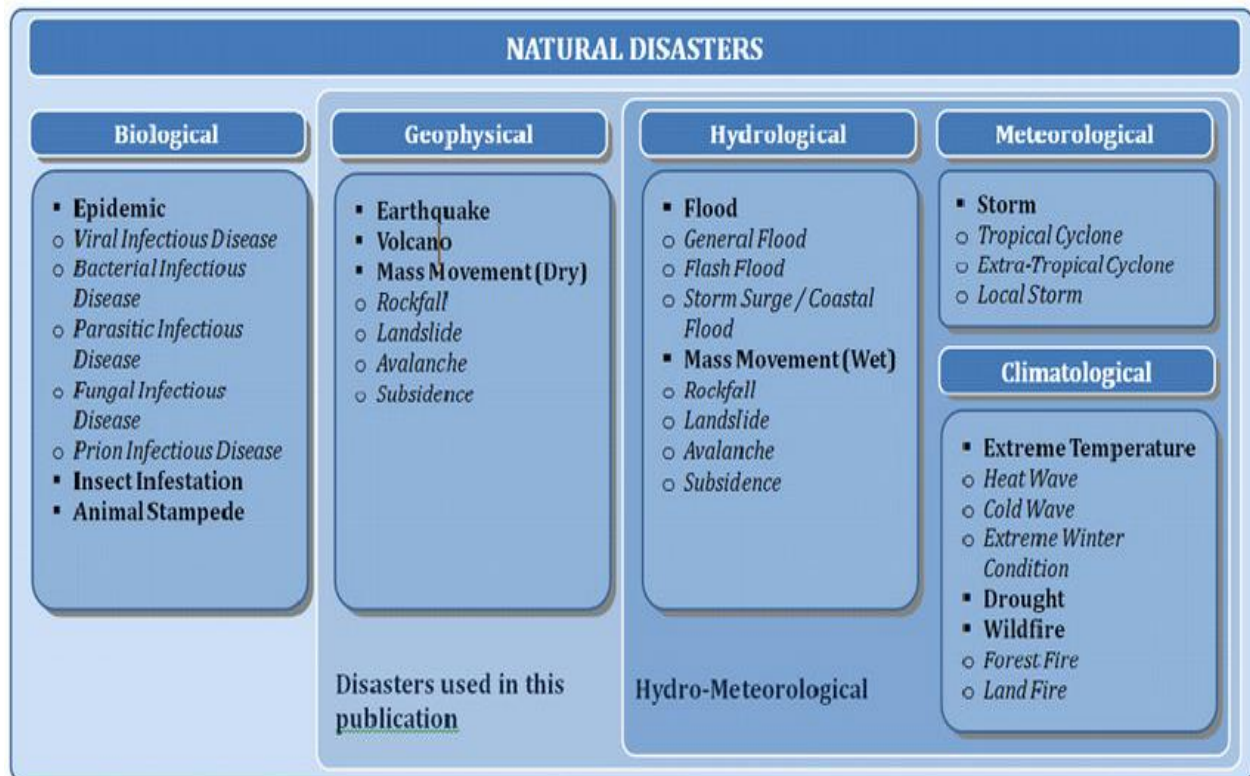 NATURAL DISASTERS
Biological
▪ Epidemic
○ Viral Infectious Disease
○ Bacterial Infectious
Disease
○ Parasitic Infectious
Disease
○ Fungal Infectious
Disease
○ Prion Infectious Disease
▪ Insect Infestation
▪ Animal Stampede
Geophysical
▪ Earthquake
▪ Volcano
▪ Mass Movement (Dry)
○ Rockfall
○ Landslide
○ Avalanche
○ Subsidence
Disasters used in this
publication
Hydrological
▪ Flood
○ General Flood
○ Flash Flood
○ Storm Surge / Coastal
Flood
▪ Mass Movement (Wet)
○ Rockfall
○ Landslide
○ Avalanche
○ Subsidence
Hydro-Meteorological
Meteorological
▪ Storm
○ Tropical Cyclone
○ Extra-Tropical Cyclone
○ Local Storm
Climatological
▪ Extreme Temperature
○ Heat Wave
○ Cold Wave
○ Extreme Winter
Condition
▪ Drought
▪ Wildfire
○ Forest Fire
○ Land Fire